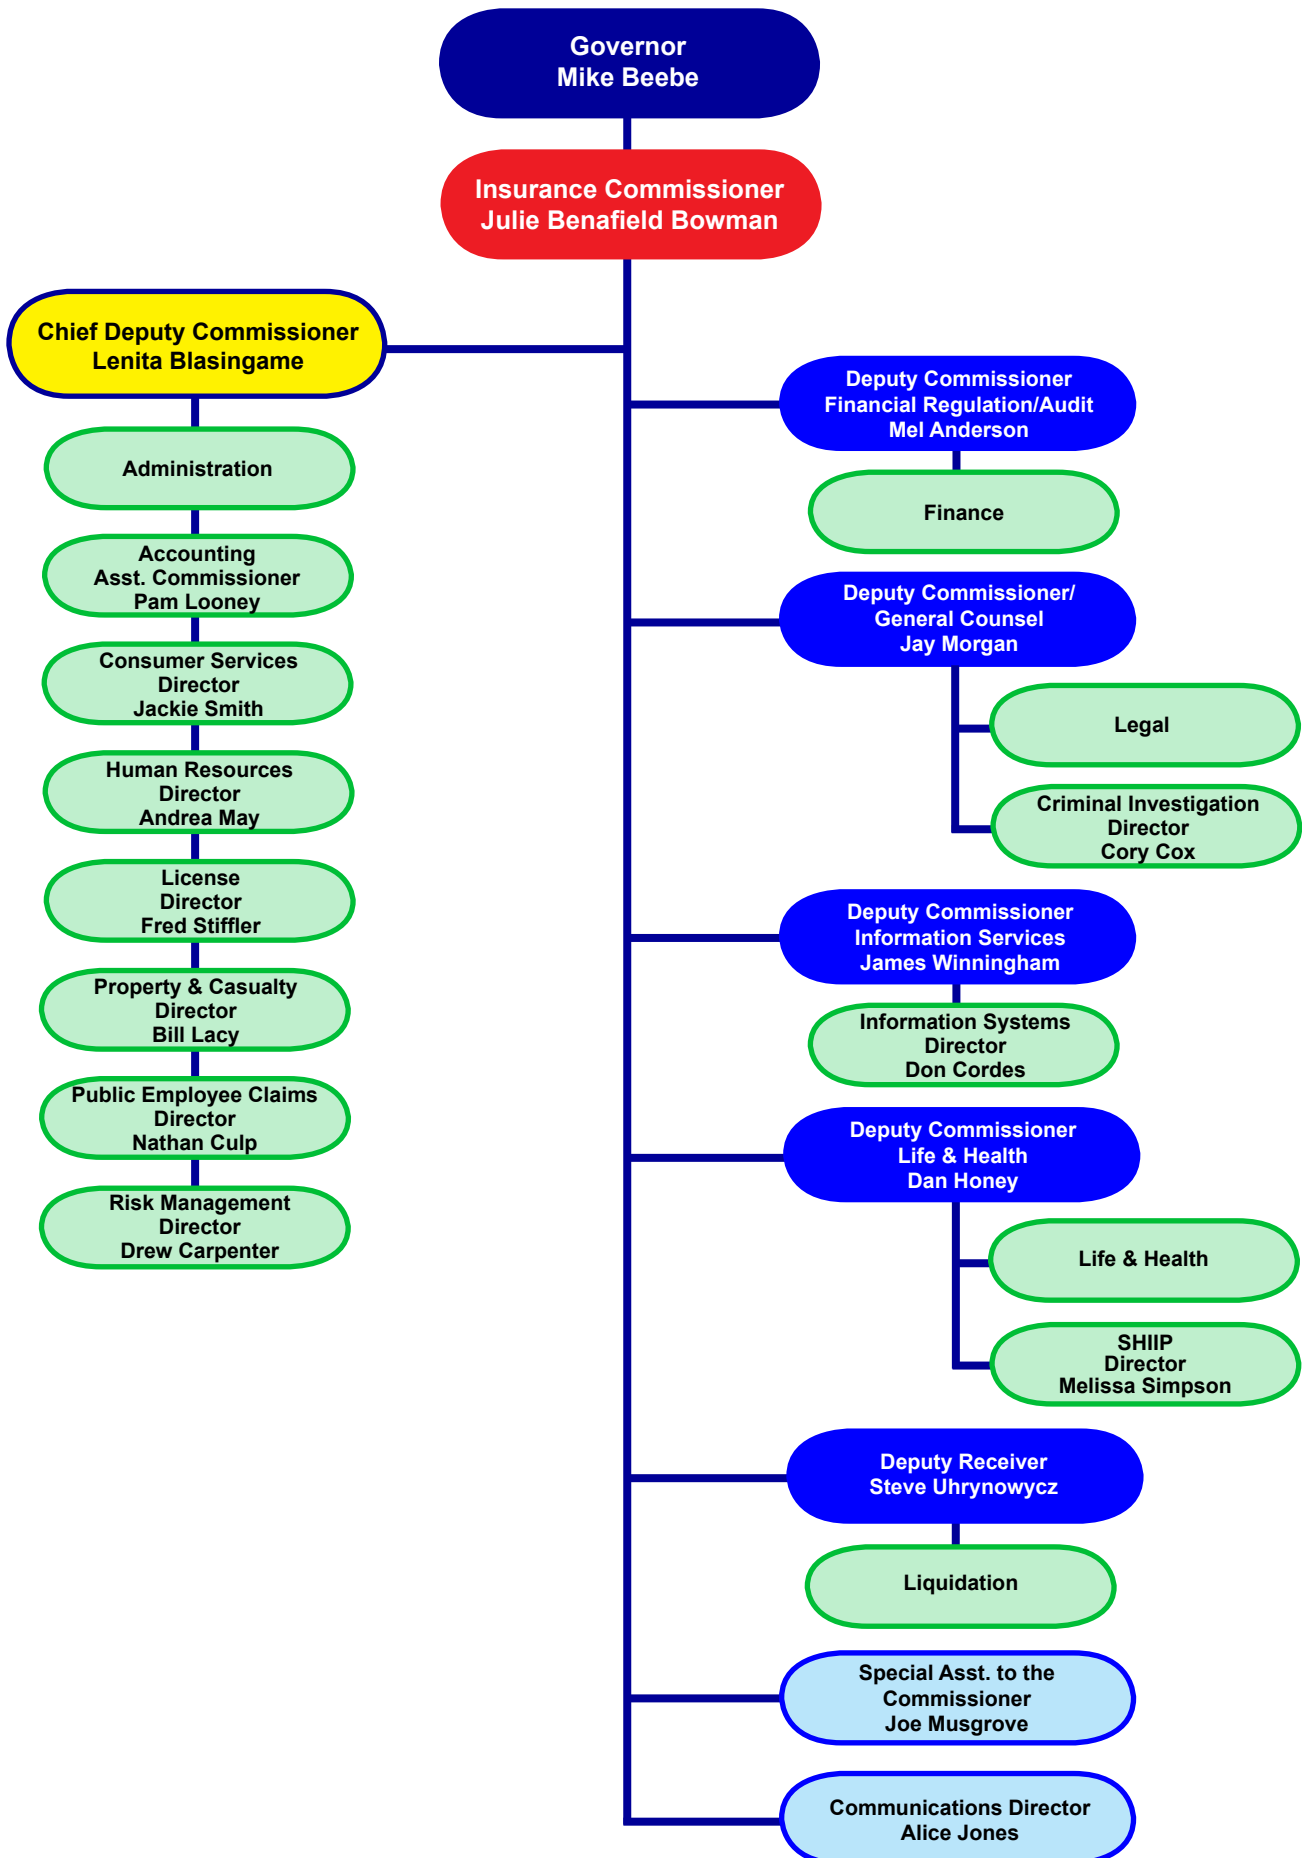 Governor
Mike Beebe
Insurance Commissioner
Julie Benafield Bowman
Chief Deputy Commissioner
Lenita Blasingame
Administration
Accounting
Asst. Commissioner
Pam Looney
Consumer Services
Director
Jackie Smith
Human Resources
Director
Andrea May
License
Director
Fred Stiffler
Property & Casualty
Director
Bill Lacy
Public Employee Claims
Director
Nathan Culp
Risk Management
Director
Drew Carpenter
Deputy Commissioner
Financial Regulation/Audit
Mel Anderson
Finance
Deputy Commissioner/
General Counsel
Jay Morgan
Legal
Criminal Investigation
Director
Cory Cox
Deputy Commissioner
Information Services
James Winningham
Information Systems
Director
Don Cordes
Deputy Commissioner
Life & Health
Dan Honey
Life & Health
SHIIP
Director
Melissa Simpson
Deputy Receiver
Steve Uhrynowycz
Liquidation
Special Asst. to the
Commissioner
Joe Musgrove
Communications Director
Alice Jones